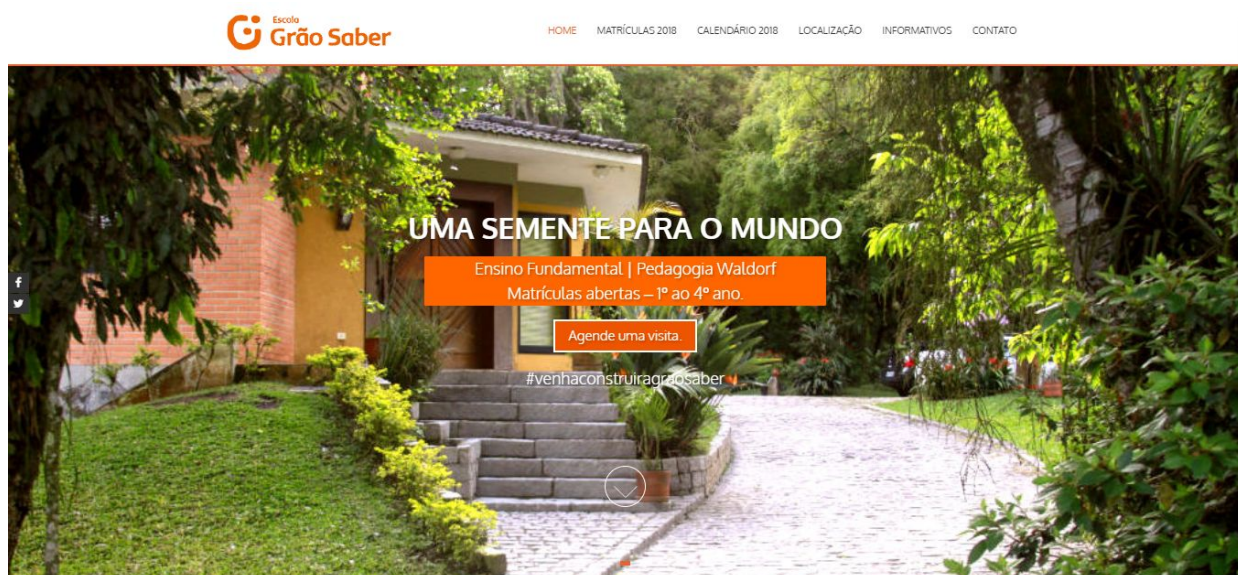 Escola
Grão Saber
HOME MATRÍCULAS 2018 CALENDÁRIO 2018 LOCALIZAÇÃO INFORMATIVOS CONTATO
UMA SEMENTE PARA O MUNDO
Ensino Fundamental | Pedagogia Waldorf
Matrículas abertas – 1º ao 4º ano.
Agende uma visita.
#venhaconstruiragraosaber